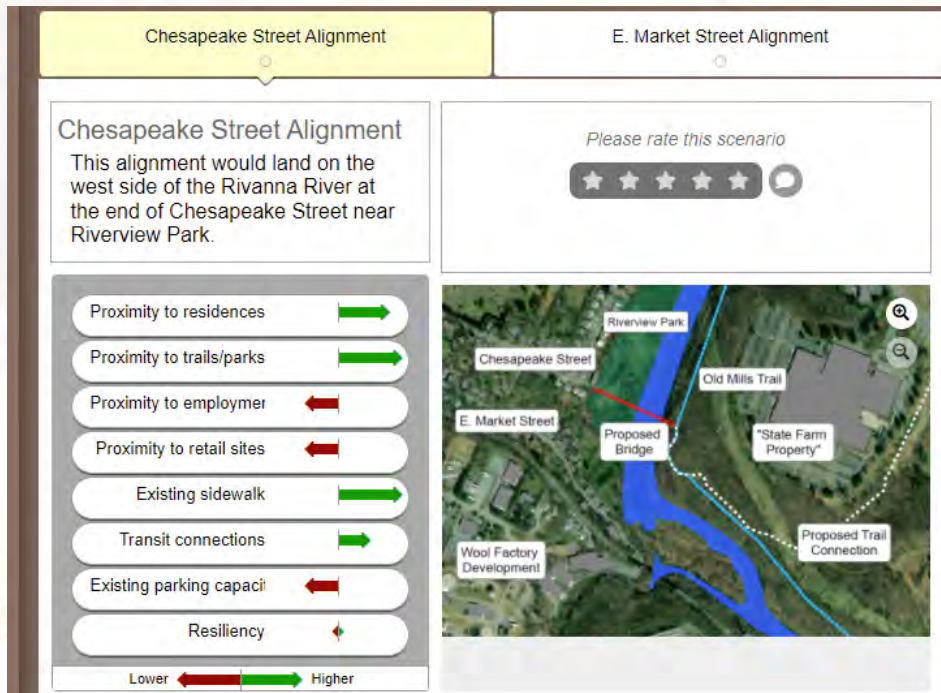 Chesapeake Street Alignment
E. Market Street Alignment
Chesapeake Street Alignment
This alignment would land on the
west side of the Rivanna River at
the end of Chesapeake Street near
Riverview Park.
Please rate this scenario
Proximity to residences
Proximity to trails/parks
Proximity to employmer
Proximity to retail sites
Existing sidewalk
Transit connections
Existing parking capacit
Resiliency
Lower
Higher
Riverview Park
Chesapeake Street
Old Mills Trail
E. Market Street
Proposed
Bridge
"State Farm
Property"
Proposed Trail
Connection
Wool Factory
Development